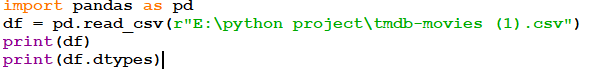 import pandas as pd
df = pd.read_csv(r"E:\python project\tmdb-movies (1).csv")
print(df)
print(df.dtypes)